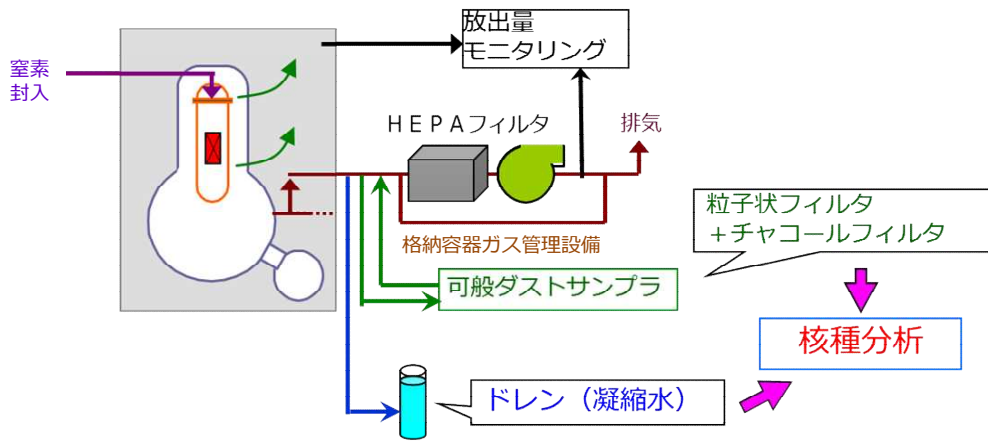 放出量
モニタリング
窒素
封入
ＨＥＰＡフィルタ
排気
粒子状フィルタ
＋チャコールフィルタ
格納容器ガス管理設備
可般ダストサンプラ
核種分析
ドレン（凝縮水）